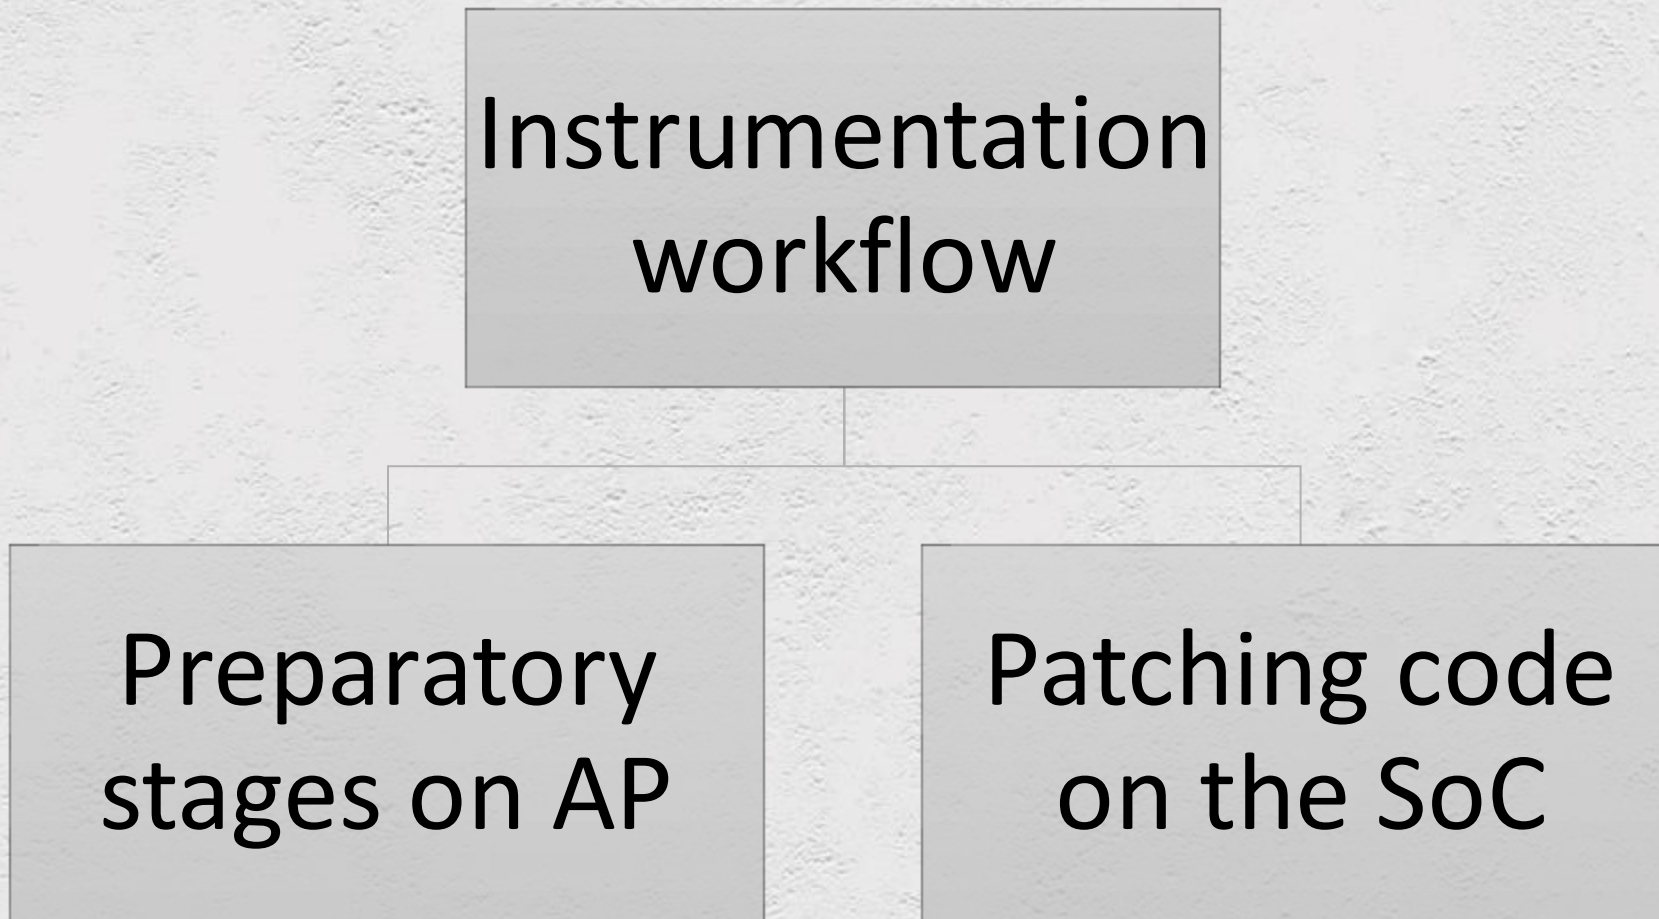 Instrumentation
workflow
Preparatory
stages on AP
Patching code
on the SoC